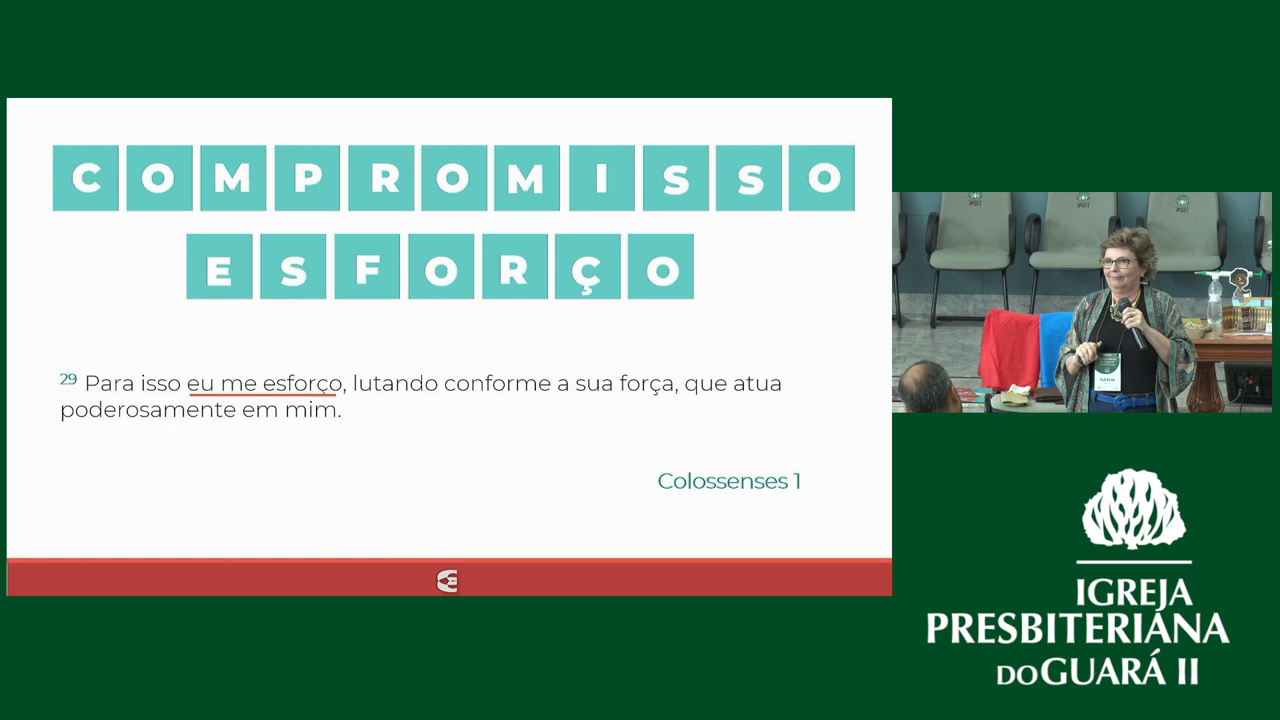 COMPROMISSO
ESFORÇO
29 Para isso eu me esforço, lutando conforme a sua força, que atua
poderosamente em mim.
Colossenses 1
IGREJA
PRESBITERIANA
DO GUARÁ II